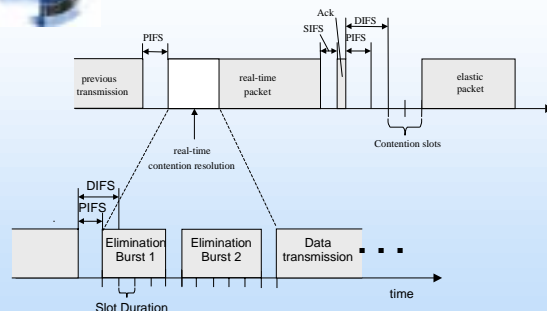 Ack
DIFS
PIFS
SIFS
PIFS
previous
transmission
real-time
packet
elastic
packet
real-time
contention resolution
Contention slots
DIFS
PIFS
Elimination
Burst 1
Elimination
Burst 2
Data
transmission
time
Slot Duration